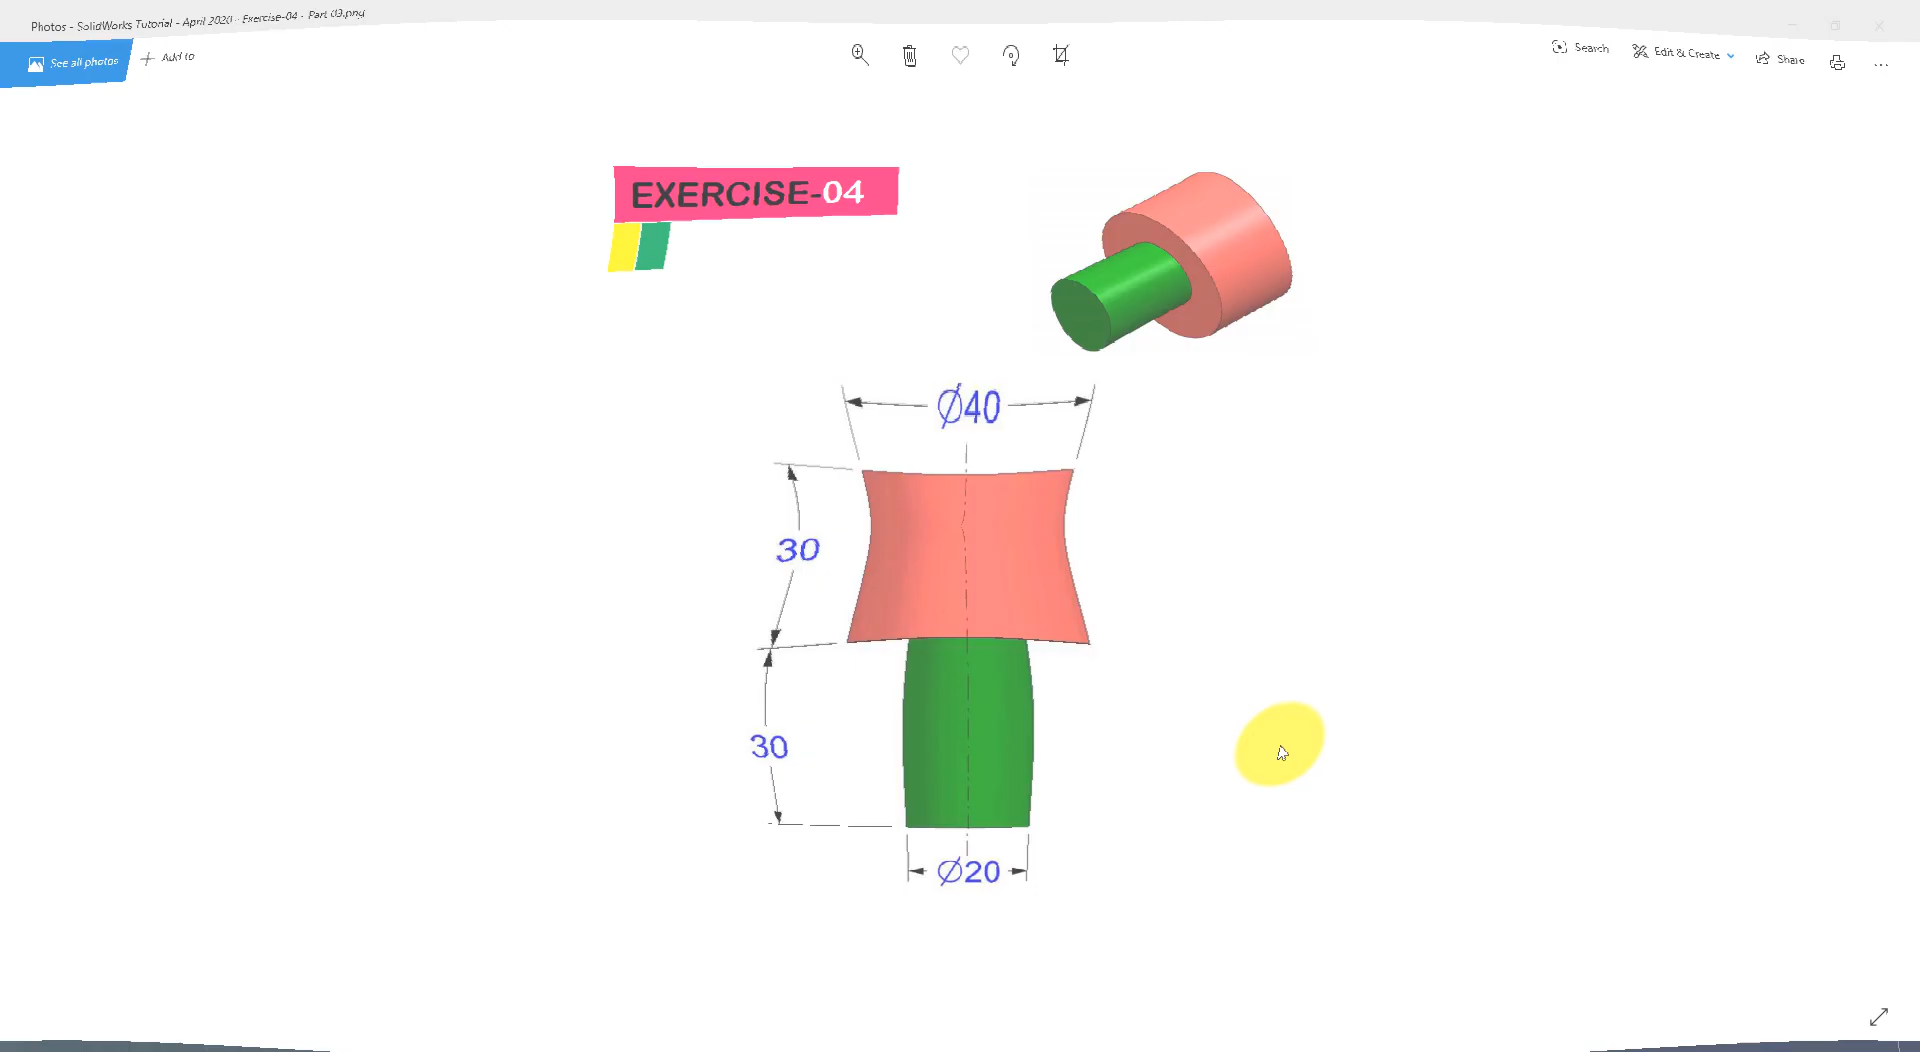 Photos - SolidWorks Tutorial - April 2020 - Exercise-04 - Part 09.png
See all photos
Add to
Search
Edit & Create
Share
EXERCISE-04
Ø40
30
30
Ø20